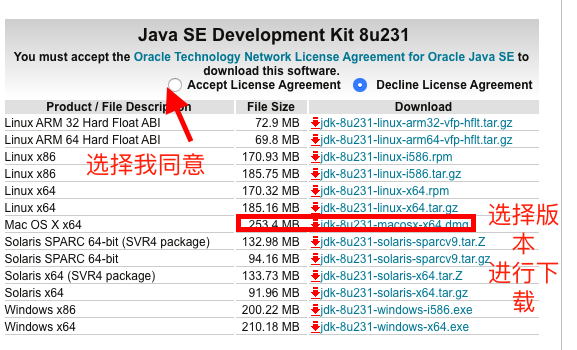 Java SE Development Kit 8u231
You must accept the Oracle Technology Network License Agreement for Oracle Java SE to
download this software.
Accept License Agreement Decline License Agreement
Product / File Description File Size Download
Linux ARM 32 Hard Float ABI 72.9 MB jdk-8u231-linux-arm32-vfp-hflt.tar.gz
Linux ARM 64 Hard Float ABI 69.8 MB jdk-8u231-linux-arm64-vfp-hflt.tar.gz
Linux x86 170.93 MB jdk-8u231-linux-i586.rpm
Linux x86 185.75 MB jdk-8u231-linux-i586.tar.gz
Linux x64 170.32 MB jdk-8u231-linux-x64.rpm
Linux x64 185.16 MB jdk-8u231-linux-x64.tar.gz
Mac OS X x64 253.4 MB jdk-8u231-macosx-x64.dmg
Solaris SPARC 64-bit (SVR4 package) 132.98 MB jdk-8u231-solaris-sparcv9.tar.Z
Solaris SPARC 64-bit 94.16 MB jdk-8u231-solaris-sparcv9.tar.gz
Solaris x64 (SVR4 package) 133.73 MB jdk-8u231-solaris-x64.tar.Z
Solaris x64 91.96 MB jdk-8u231-solaris-x64.tar.gz
Windows x86 200.22 MB jdk-8u231-windows-i586.exe
Windows x64 210.18 MB jdk-8u231-windows-x64.exe
选择我同意
选择版
本
进行下
载